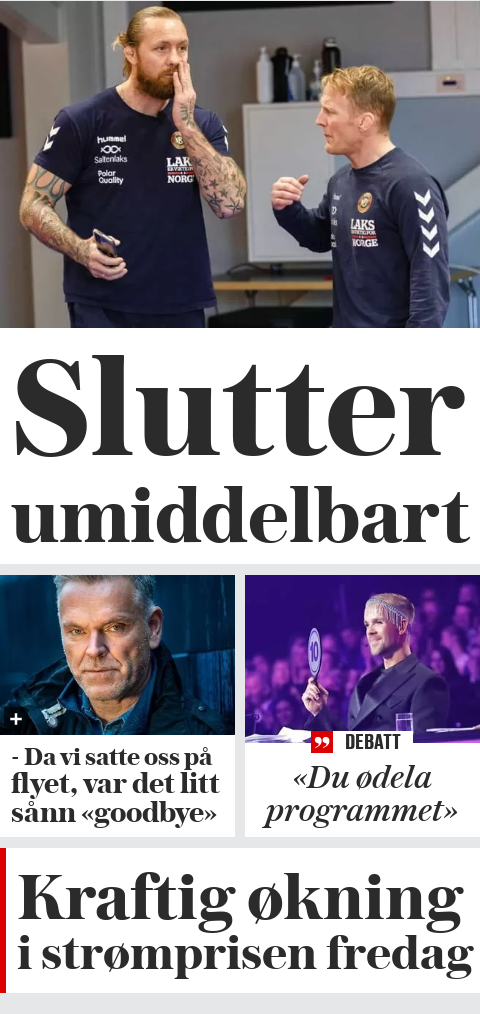 hummel
Saltenlaks
Polar
Quality
LAKS
NORGE
LAKS
NORGE
Slutter
umiddelbart
- Da vi satte oss på
flyet, var det litt
sånn «goodbye»
10
DEBATT
«Du ødela
programmet»
Kraftig økning
i strømprisen fredag